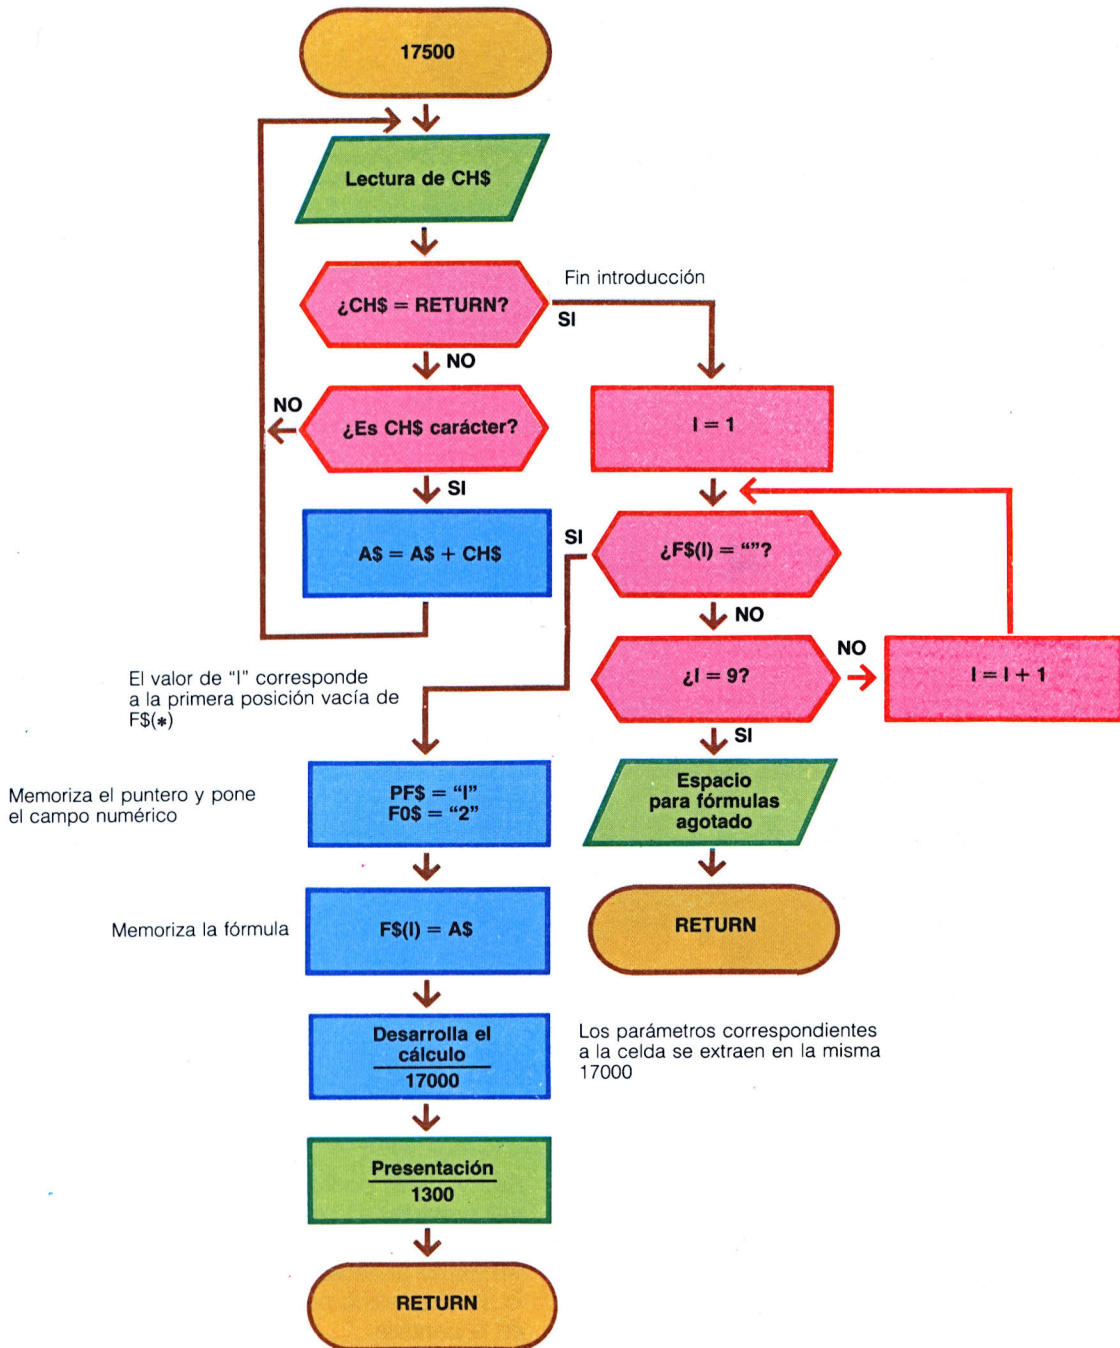 17500
Lectura de CH$
¿CH$ = RETURN?
Fin introducción
SI
NO
¿Es CH$ carácter?
NO
I = 1
SI
A$ = A$ + CH$
SI
¿F$(I) = “”?
NO
¿I = 9?
NO
I = I + 1
El valor de “I” corresponde
a la primera posición vacía de
F$(*)
SI
Espacio
para fórmulas
agotado
Memoriza el puntero y pone
el campo numérico
PF$ = “I”
F0$ = “2”
RETURN
Memoriza la fórmula
F$(I) = A$
Desarrolla el
cálculo
17000
Los parámetros correspondientes
a la celda se extraen en la misma
17000
Presentación
1300
RETURN